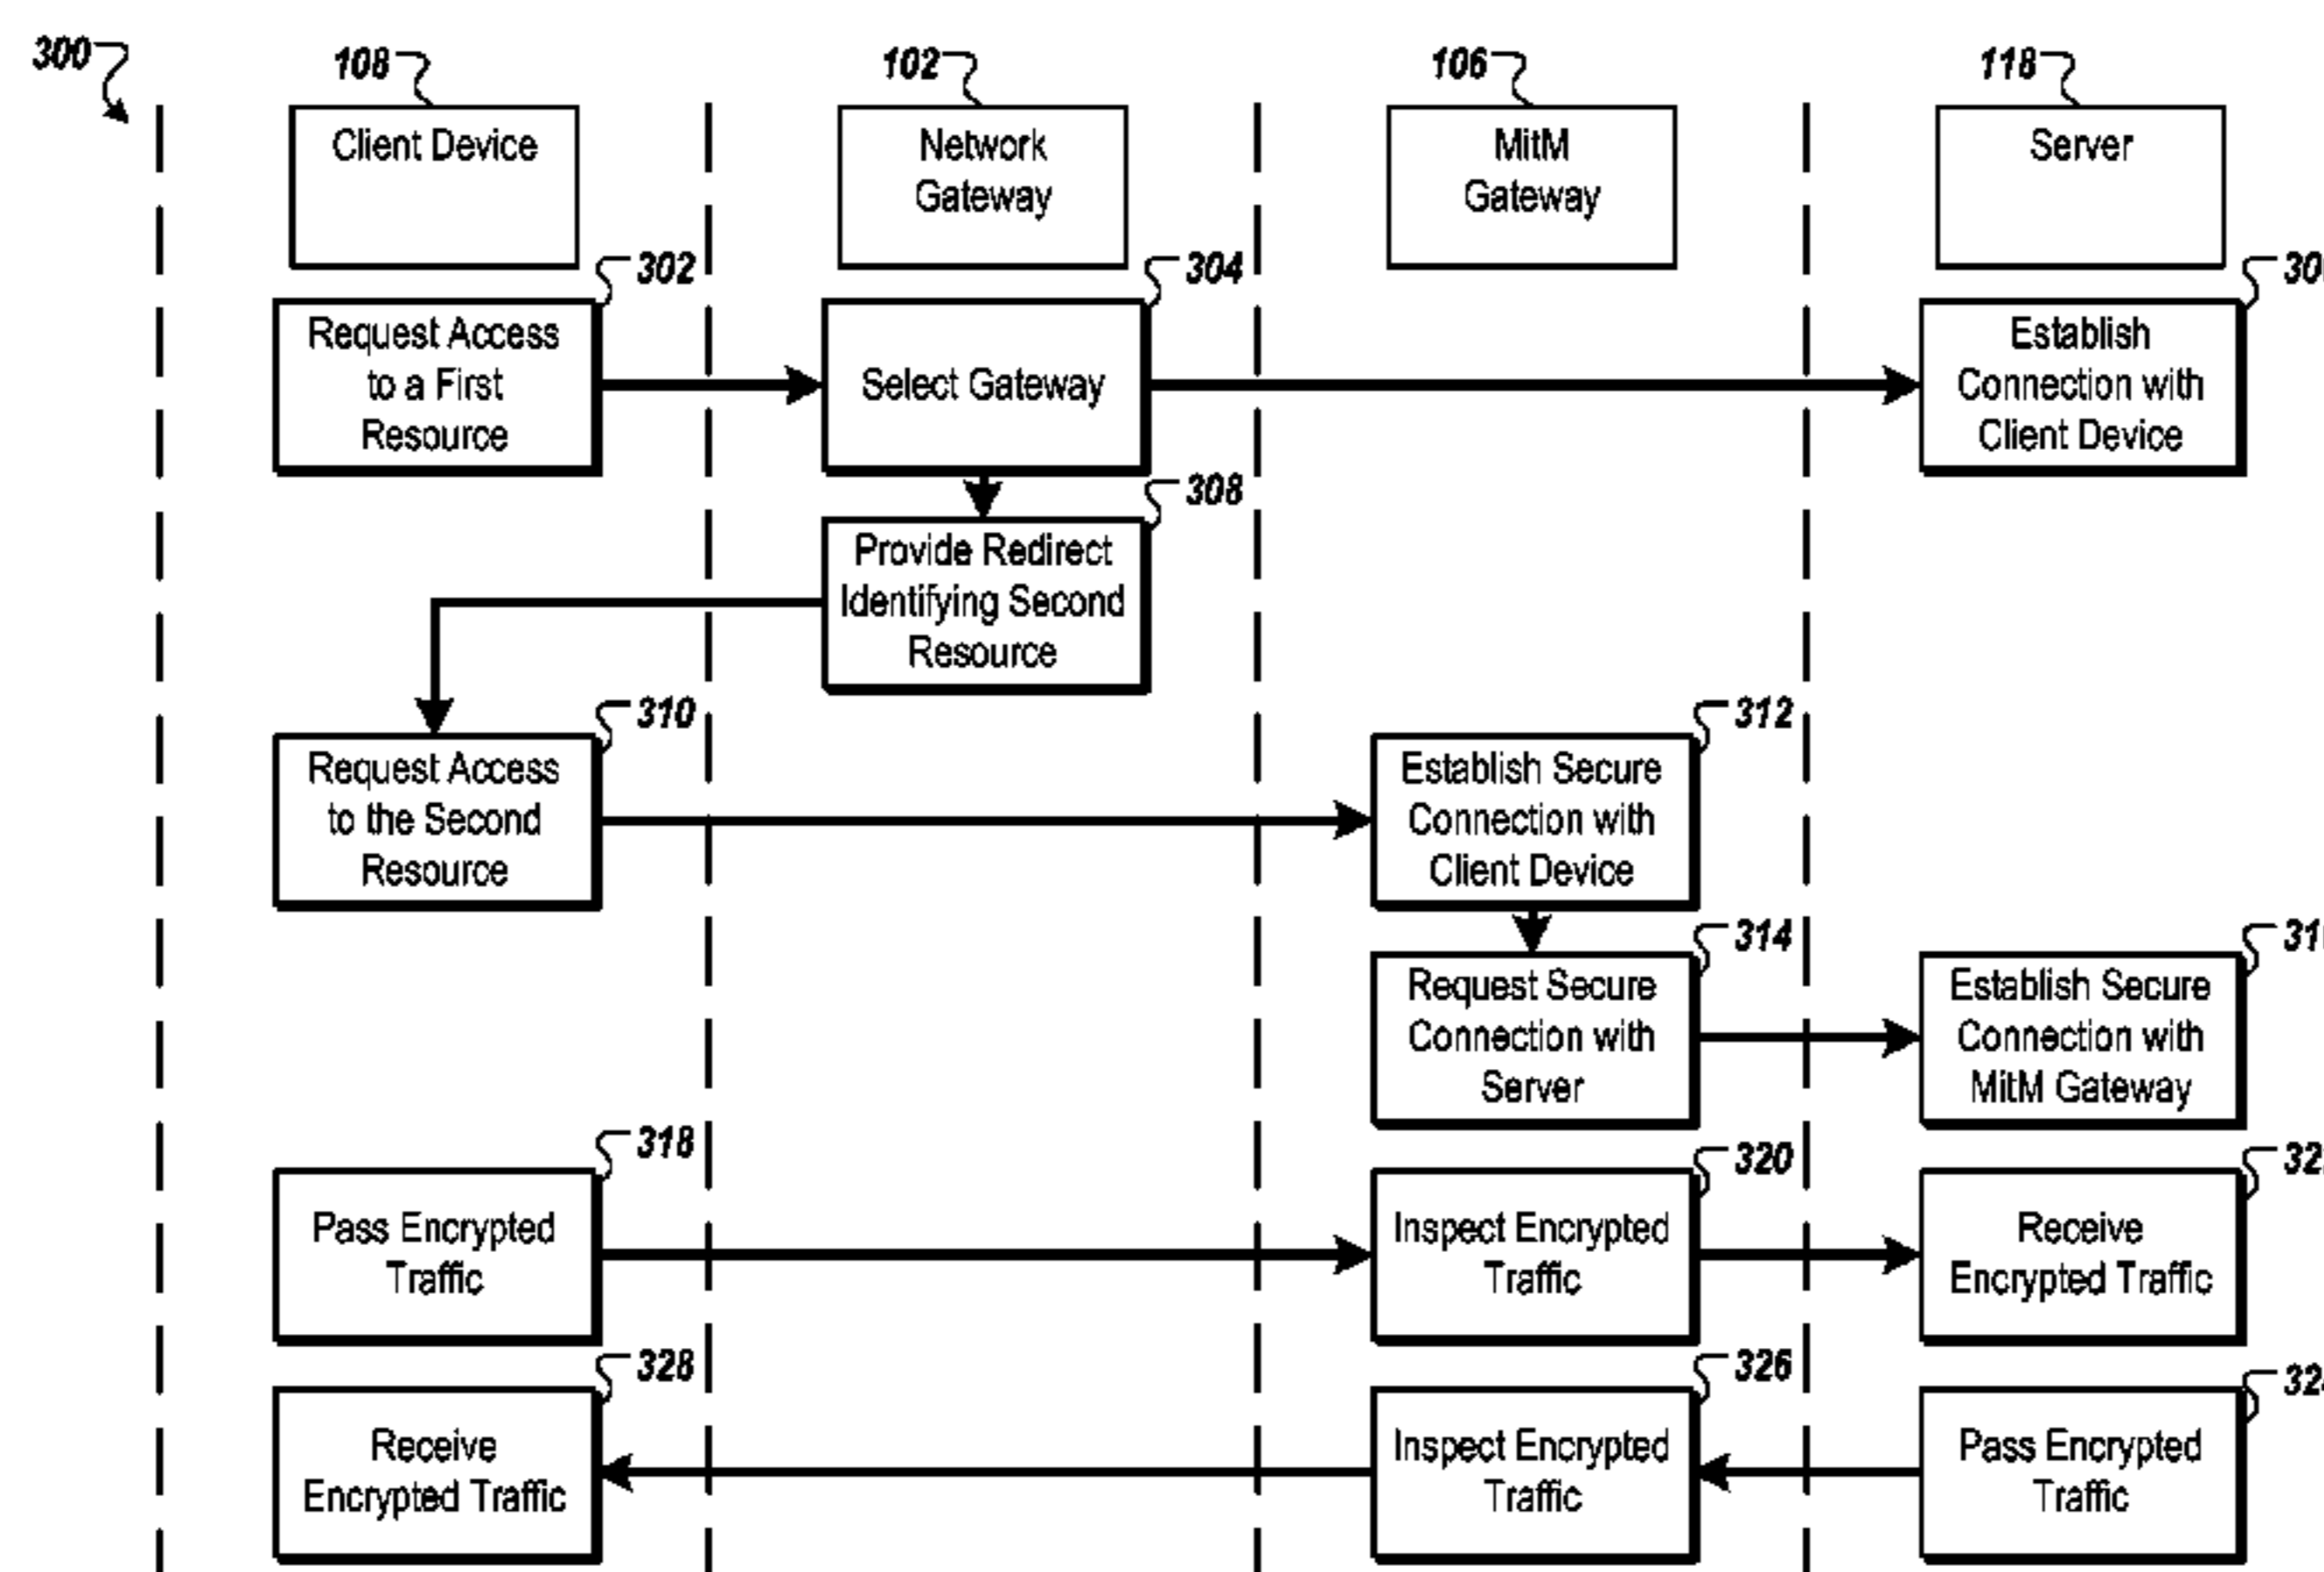 300
108
102
106
118
Client Device
Network
Gateway
MitM
Gateway
Server
302
304
Request Access
to a First
Resource
Select Gateway
Establish
Connection with
Client Device
308
Provide Redirect
Identifying Second
Resource
310
312
Request Access
to the Second
Resource
Establish Secure
Connection with
Client Device
314
Request Secure
Connection with
Server
Establish Secure
Connection with
MitM Gateway
318
320
Pass Encrypted
Traffic
Inspect Encrypted
Traffic
Receive
Encrypted Traffic
328
326
Receive
Encrypted Traffic
Inspect Encrypted
Traffic
Pass Encrypted
Traffic